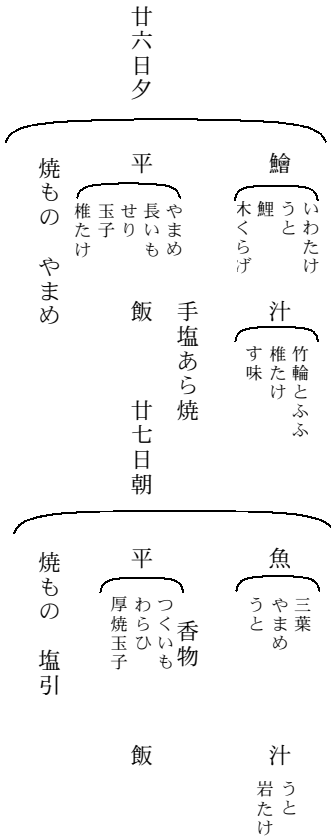 廿六日夕
鱠
いわたけ
うと
鯉
木くらげ
汁
竹輪とふふ
椎たけ
す味
手塩あら焼
平
やまめ
長いも
せり
玉子
椎たけ
飯
焼もの　やまめ
廿七日朝
魚
三葉
やまめ
うと
汁
うと
岩たけ
香物
平
つくいも
わらひ
厚焼玉子
飯
焼もの　塩引